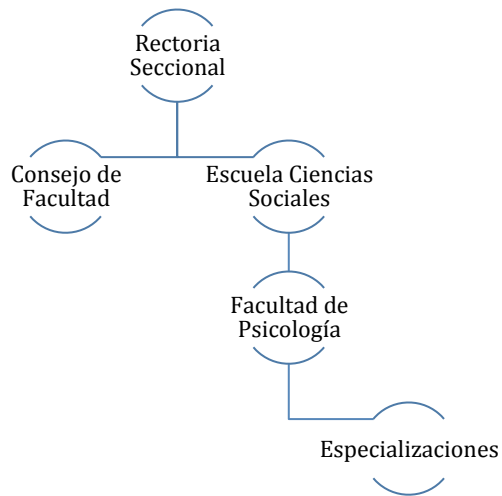 Rectoria
Seccional
Consejo de
Facultad
Escuela Ciencias
Sociales
Facultad de
Psicología
Especializaciones